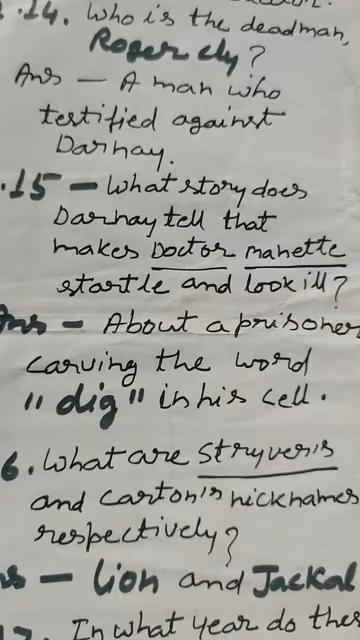 .14. Who is the deadman,
Roger cly?
Ans - A man who
testified against
Darnay.
.15 - What story does
Darnay tell that
makes Doctor manette
startle and look ill?
Ans - About a prisoner
carving the word
"dig" in his cell.
6. What are Stryver's
and carton's nicknames
respectively?
s - Lion and Jackal
In what year do these